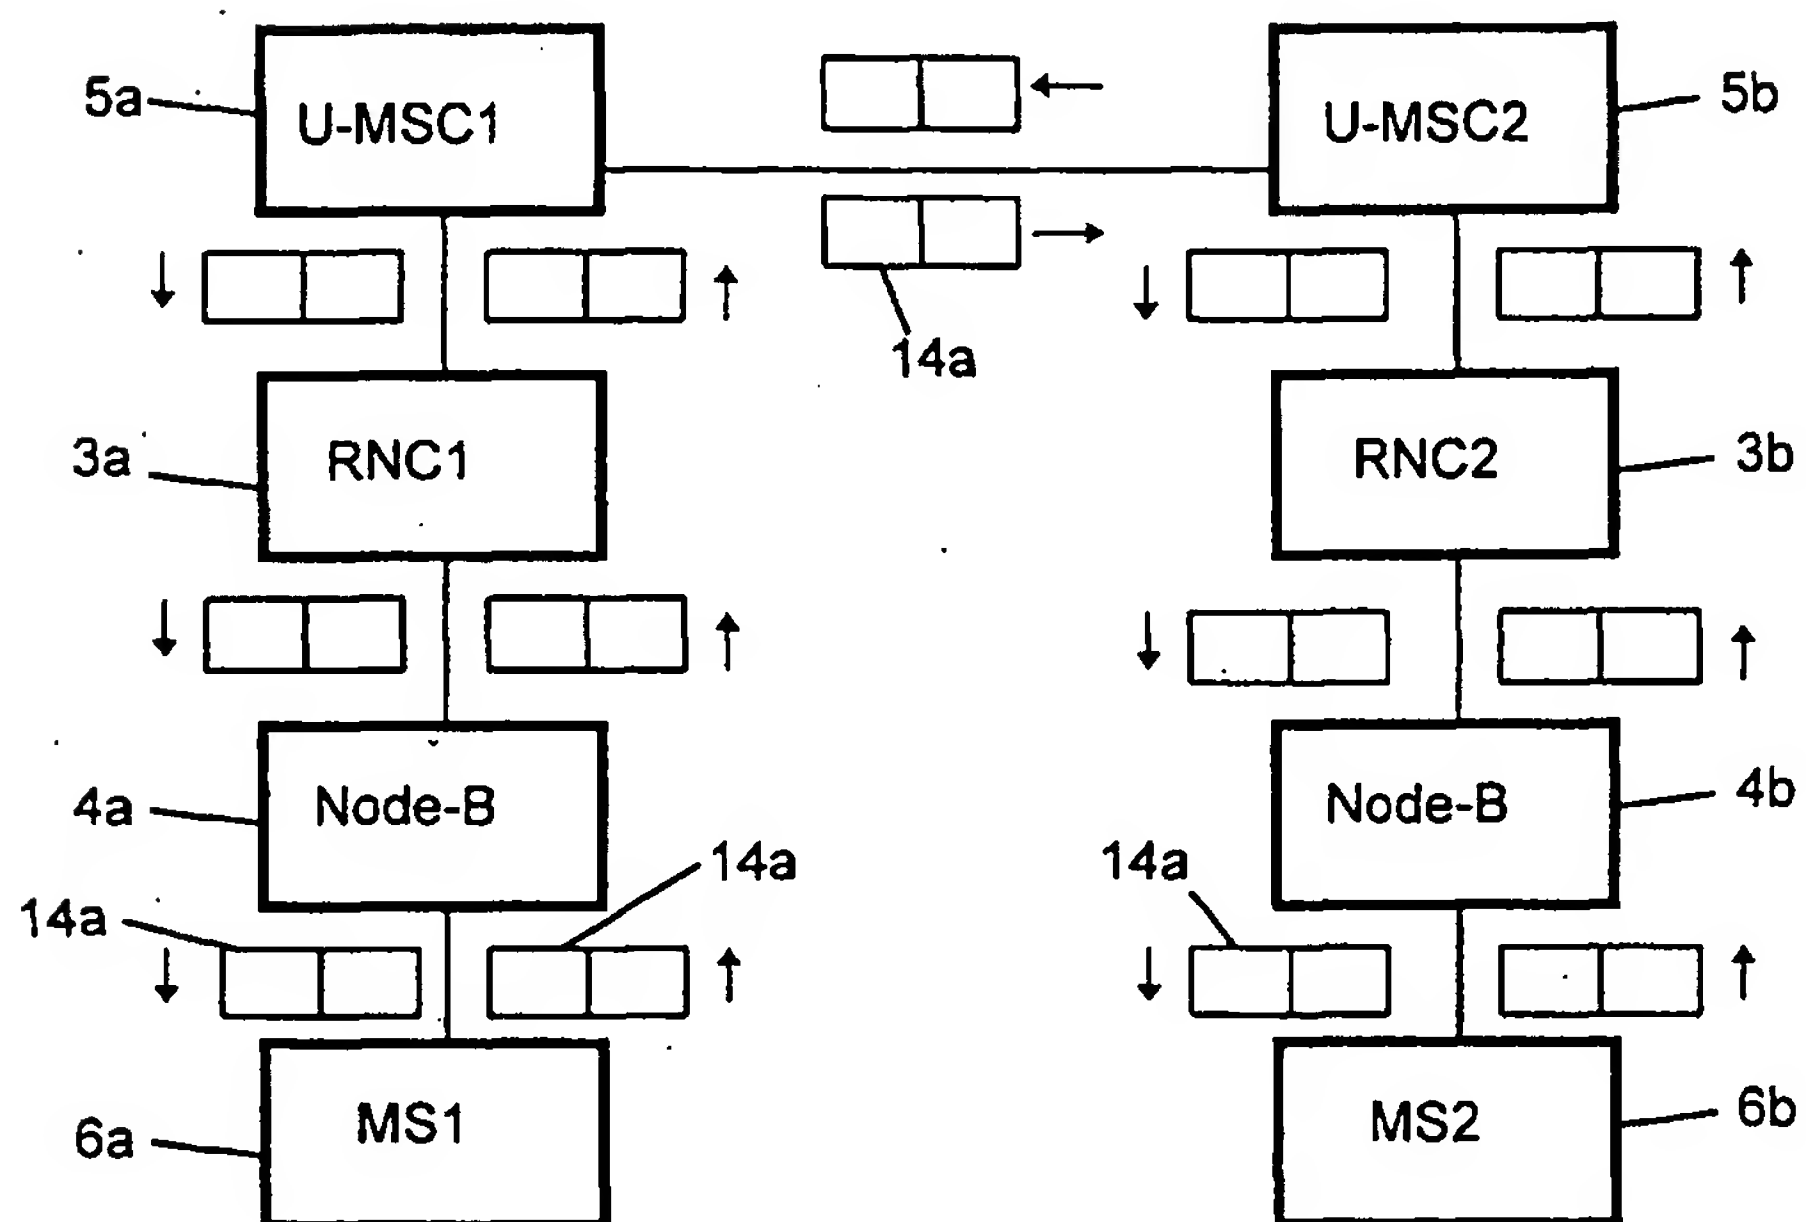 5a
U-MSC1
U-MSC2
5b
14a
3a
RNC1
RNC2
3b
4a
Node-B
Node-B
4b
14a
14a
14a
6a
MS1
MS2
6b